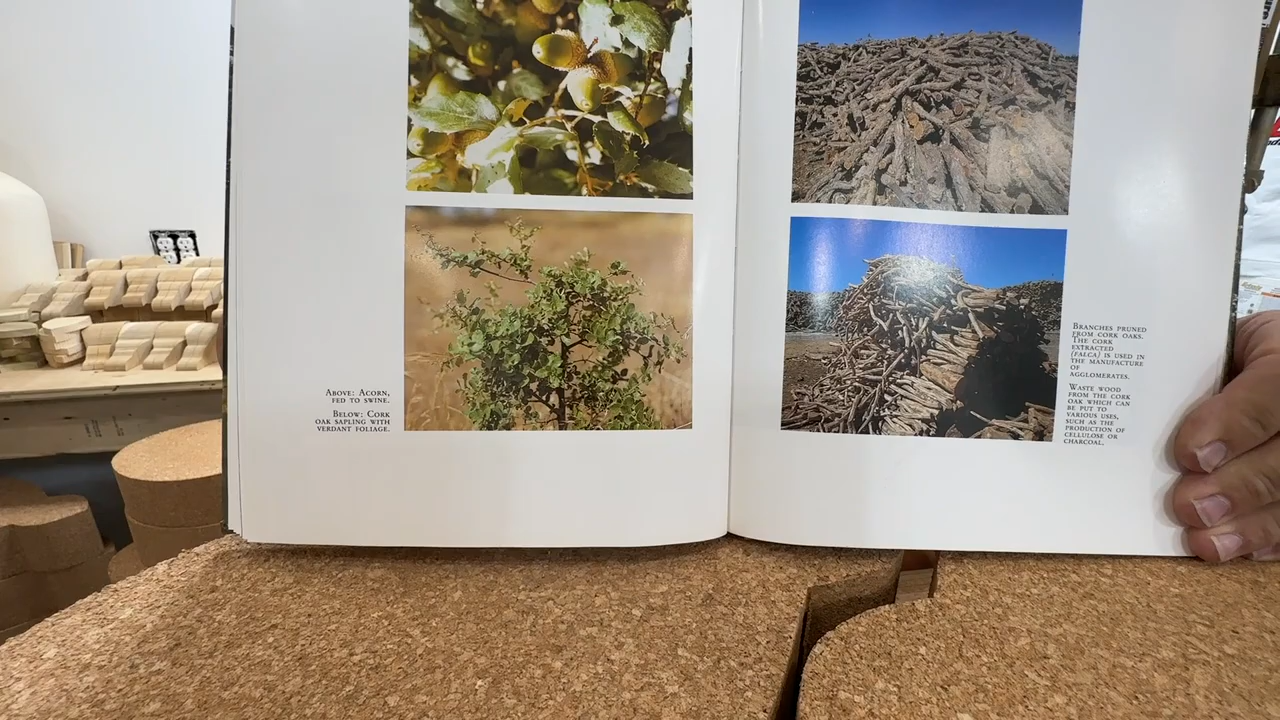 Above: Acorn,
fed to swine.
Below: Cork
oak sapling with
verdant foliage.
Branches pruned
from cork oaks.
The cork
extracted
(falca) is used in
the manufacture
of
agglomerates.
Waste wood
from the cork
oak which can
be put to
various uses,
such as the
production of
cellulose or
charcoal.